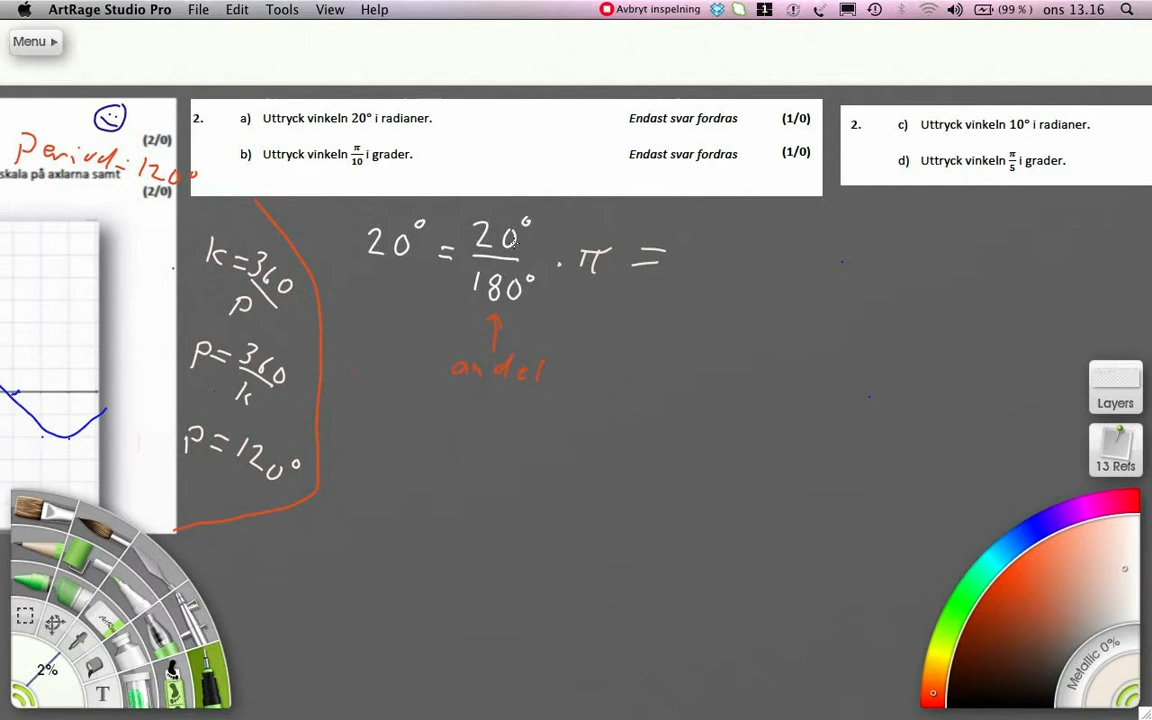 ArtRage Studio Pro File Edit Tools View Help Avbryt inspelning 1 (99 %) ons 13.16
Menu
(2/0)
Period = 120°
skala på axlarna samt
(2/0)
2. a) Uttryck vinkeln 20° i radianer. Endast svar fordras (1/0)
b) Uttryck vinkeln π/10 i grader. Endast svar fordras (1/0)
2. c) Uttryck vinkeln 10° i radianer.
d) Uttryck vinkeln π/5 i grader.
k = 360/p
p = 360/k
p = 120°
20° = 20°/180° · π =
andel
Layers
13 Refs
2%
T
Metallic 0%